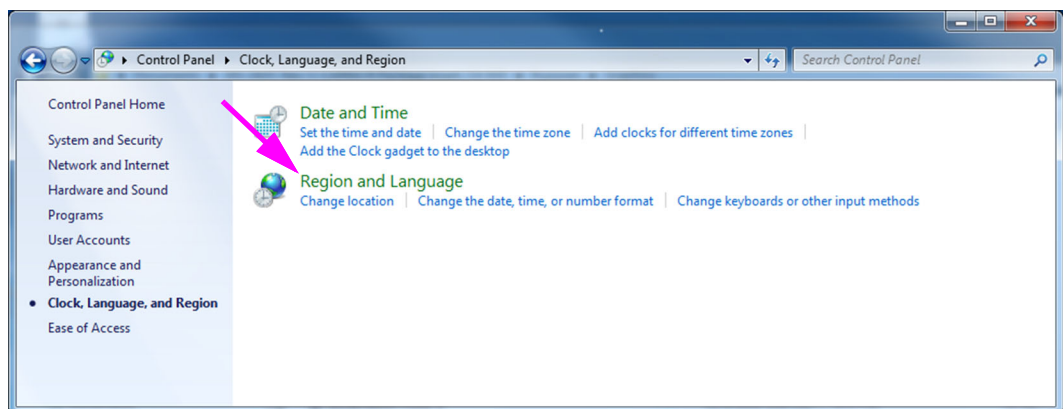 Control Panel ▸ Clock, Language, and Region
Search Control Panel
Control Panel Home
System and Security
Network and Internet
Hardware and Sound
Programs
User Accounts
Appearance and
Personalization
Clock, Language, and Region
Ease of Access
Date and Time
Set the time and date | Change the time zone | Add clocks for different time zones |
Add the Clock gadget to the desktop
Region and Language
Change location | Change the date, time, or number format | Change keyboards or other input methods